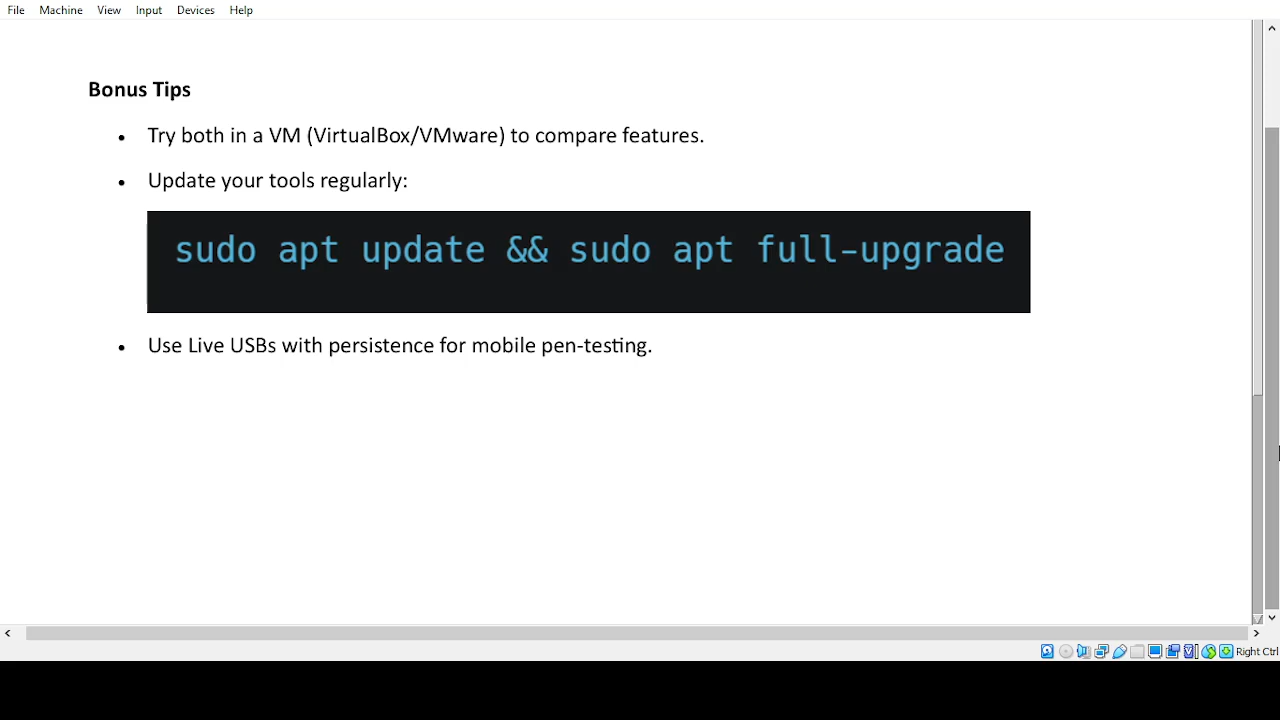 File Machine View Input Devices Help
Bonus Tips
• Try both in a VM (VirtualBox/VMware) to compare features.
• Update your tools regularly:
sudo apt update && sudo apt full-upgrade
• Use Live USBs with persistence for mobile pen-testing.
Right Ctrl